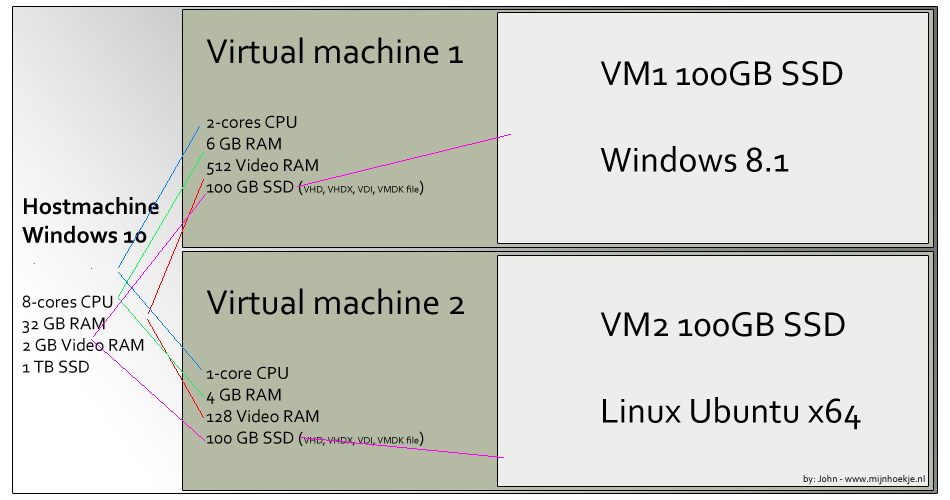 Hostmachine
Windows 10
8-cores CPU
32 GB RAM
2 GB Video RAM
1 TB SSD
Virtual machine 1
2-cores CPU
6 GB RAM
512 Video RAM
100 GB SSD (VHD, VHDX, VDI, VMDK file)
VM1 100GB SSD
Windows 8.1
Virtual machine 2
1-core CPU
4 GB RAM
128 Video RAM
100 GB SSD (VHD, VHDX, VDI, VMDK file)
VM2 100GB SSD
Linux Ubuntu x64
by: John - www.mijnhoekje.nl